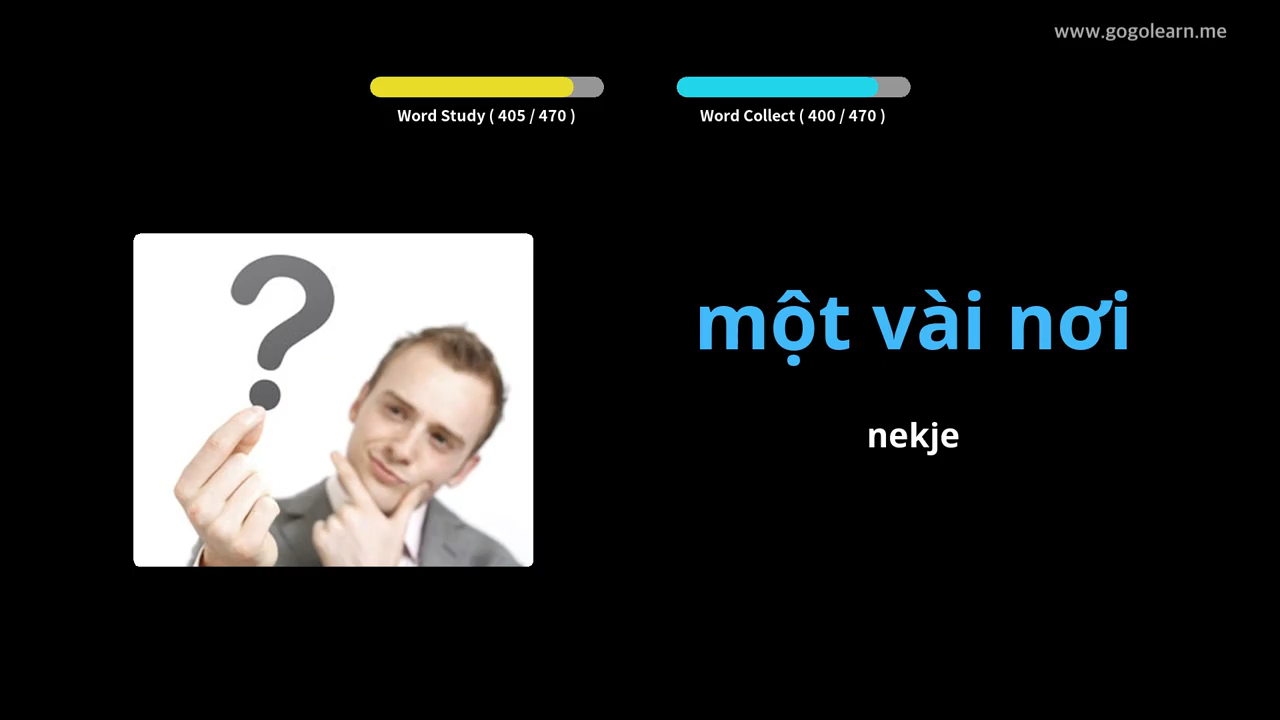 www.gogolearn.me
Word Study ( 405 / 470 )
Word Collect ( 400 / 470 )
?
một vài nơi
nekje